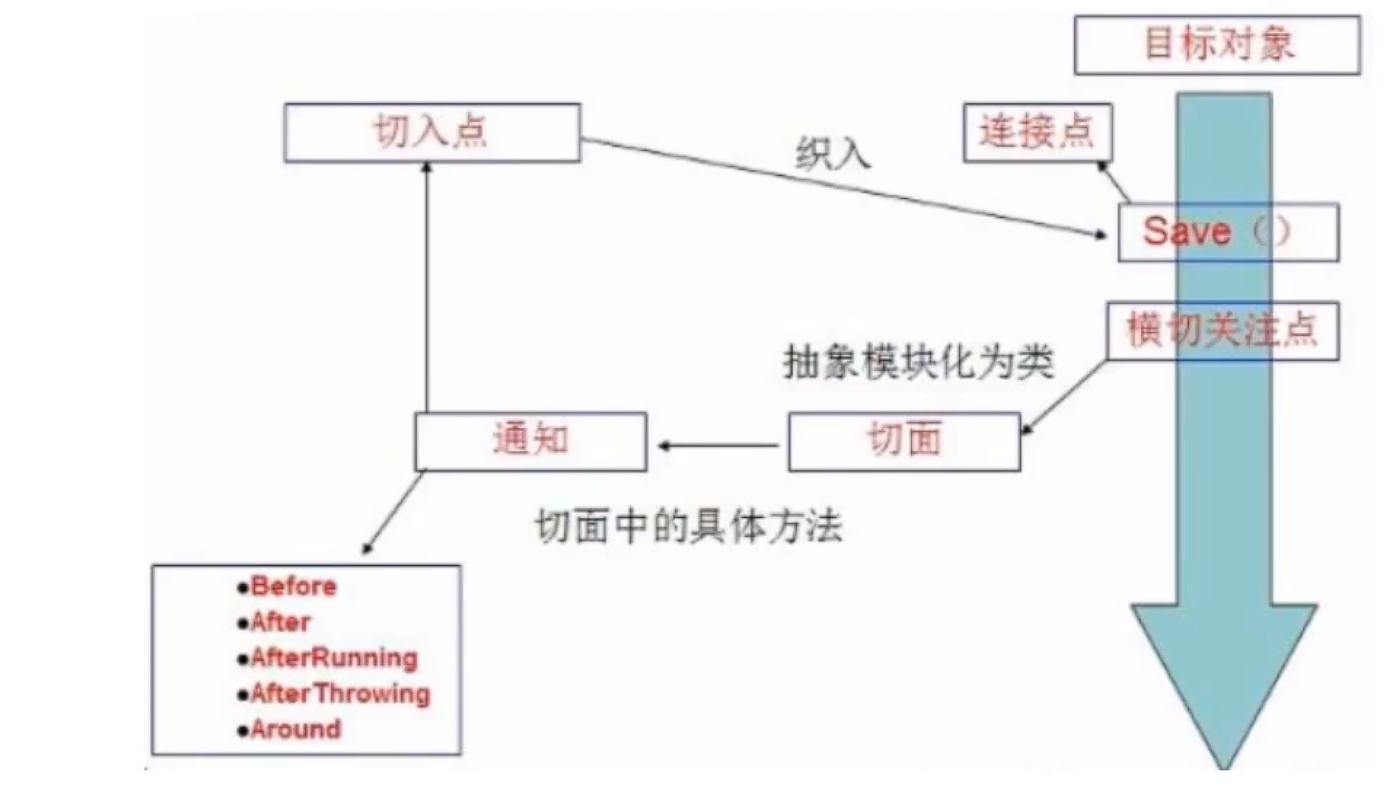 目标对象
切入点
连接点
织入
Save（）
横切关注点
抽象模块化为类
通知
切面
切面中的具体方法
●Before
●After
●AfterRunning
●AfterThrowing
●Around